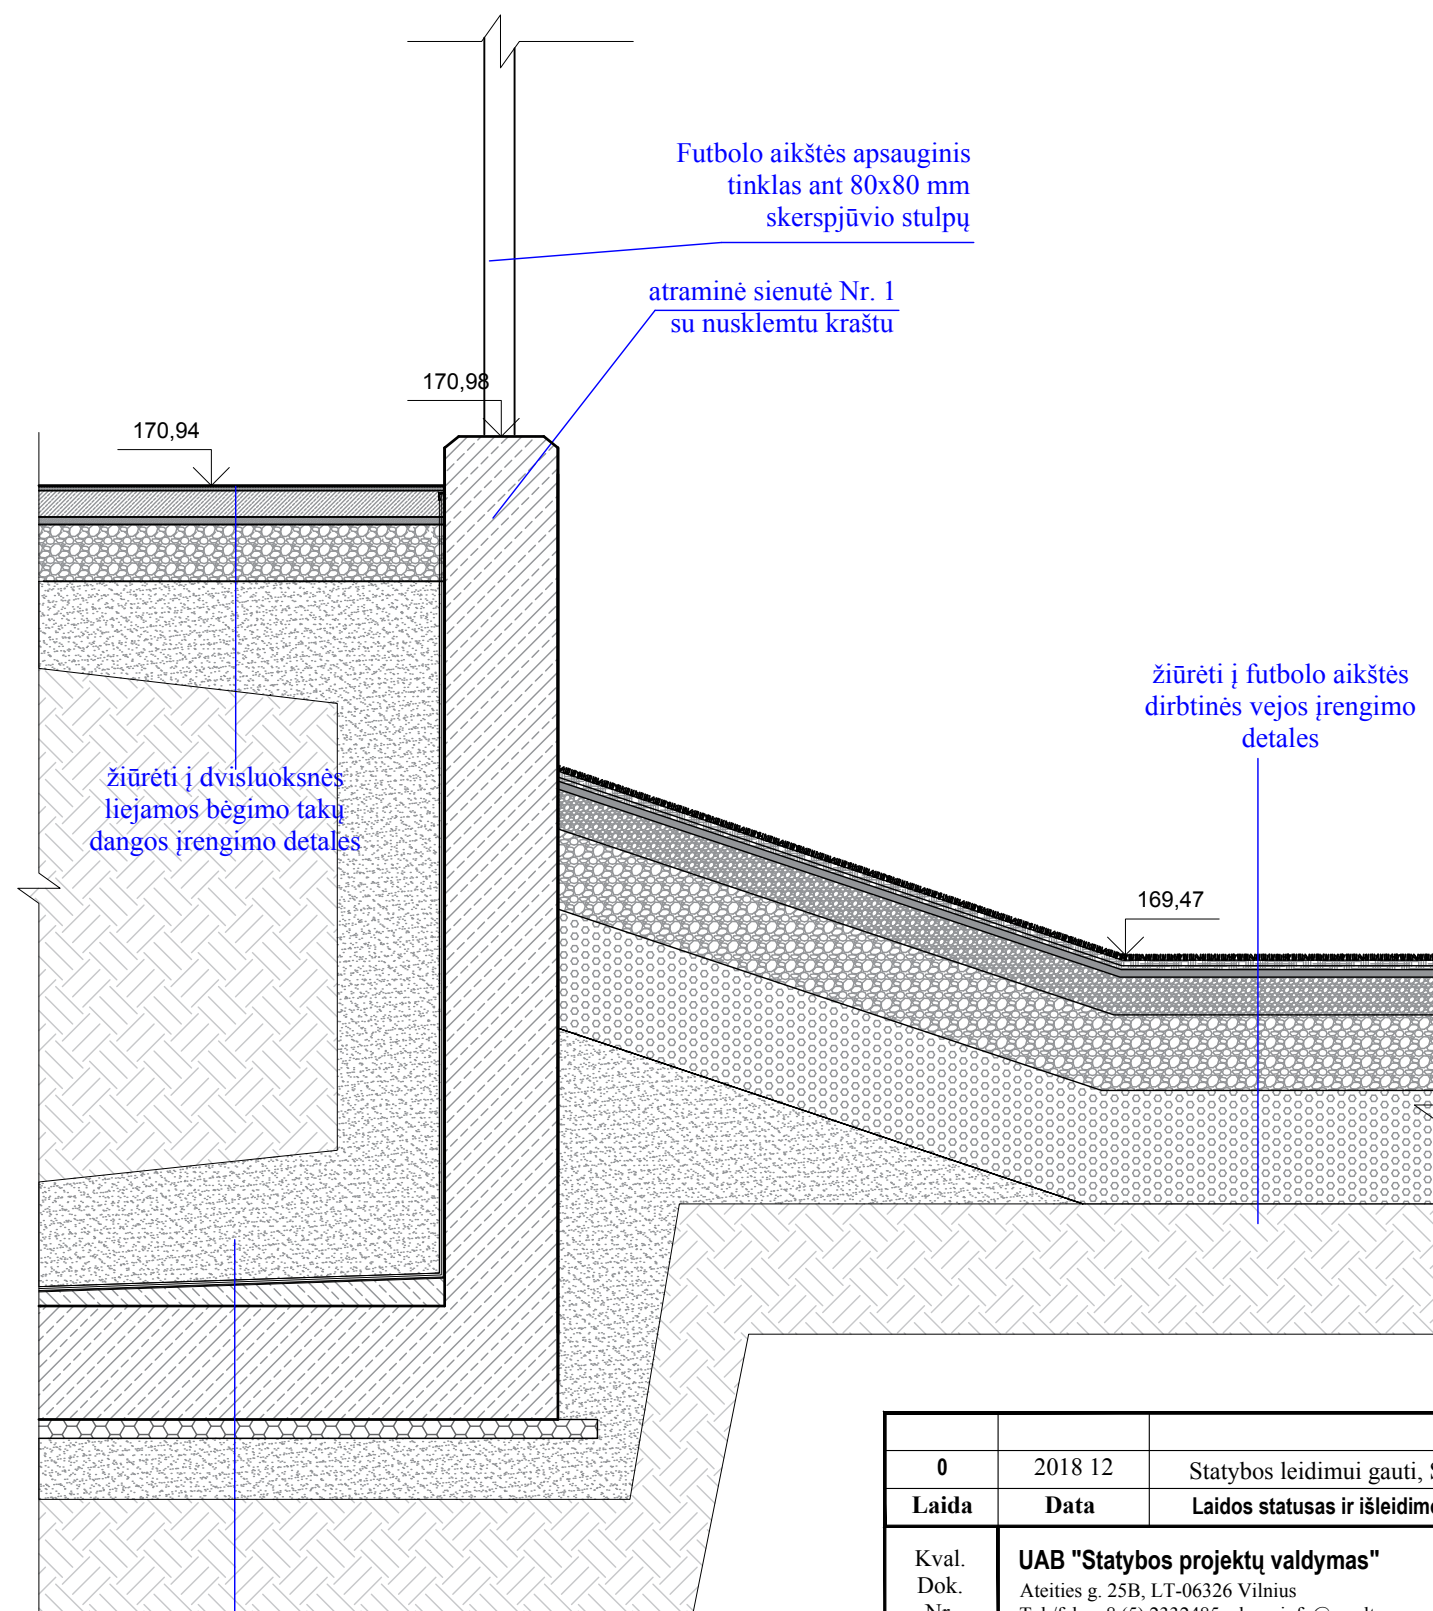 Futbolo aikštės apsauginis
tinklas ant 80x80 mm
skerspjūvio stulpų
atraminė sienutė Nr. 1
su nusklemtu kraštu
170,98
170,94
žiūrėti į futbolo aikštės
dirbtinės vejos įrengimo
detales
žiūrėti į dvisluoksnės
liejamos bėgimo takų
dangos įrengimo detales
169,47
0 2018 12 Statybos leidimui gauti,
Laida Data Laidos statusas ir išleidimo
Kval.
Dok.
Nr.
UAB "Statybos projektų valdymas"
Ateities g. 25B, LT-06326 Vilnius